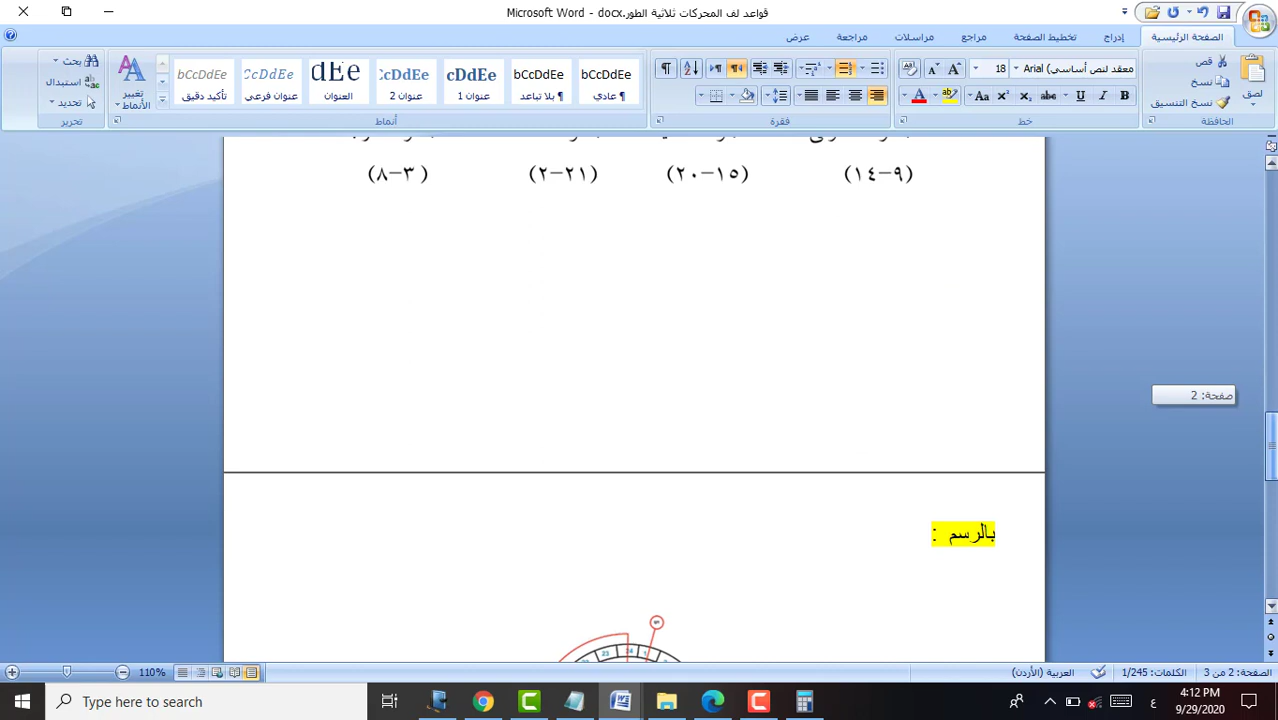 قواعد لف المحركات ثلاثية الطور.docx - Microsoft Word
الصفحة الرئيسية
إدراج
تخطيط الصفحة
مراجع
مراسلات
مراجعة
عرض
لصق
قص
نسخ
نسخ التنسيق
الحافظة
معقد لنص أساسي) Arial
18
خط
فقرة
AaBbCcDdEe
¶ عادي
¶ بلا تباعد
عنوان 1
عنوان 2
العنوان
عنوان فرعي
تأكيد دقيق
تغيير الأنماط
أنماط
بحث
استبدال
تحديد
تحرير
(٩-١٤)
(١٥-٢٠)
(٢١-٢)
(٣-٨)
صفحة: 2
بالرسم :
23
24
1
الصفحة: 2 من 3
الكلمات: 1/245
العربية (الأردن)
110%
Type here to search
ع
4:12 PM
9/29/2020